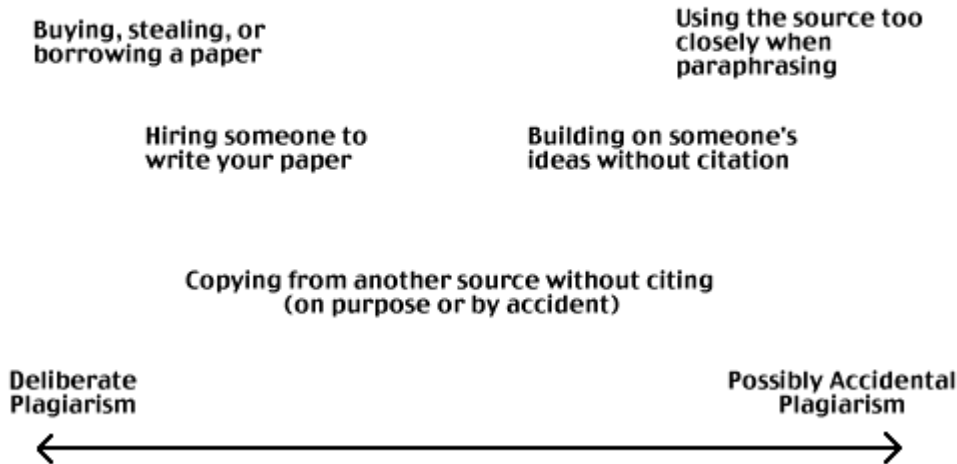 Buying, stealing, or
borrowing a paper
Using the source too
closely when
paraphrasing
Hiring someone to
write your paper
Building on someone's
ideas without citation
Copying from another source without citing
(on purpose or by accident)
Deliberate
Plagiarism
Possibly Accidental
Plagiarism